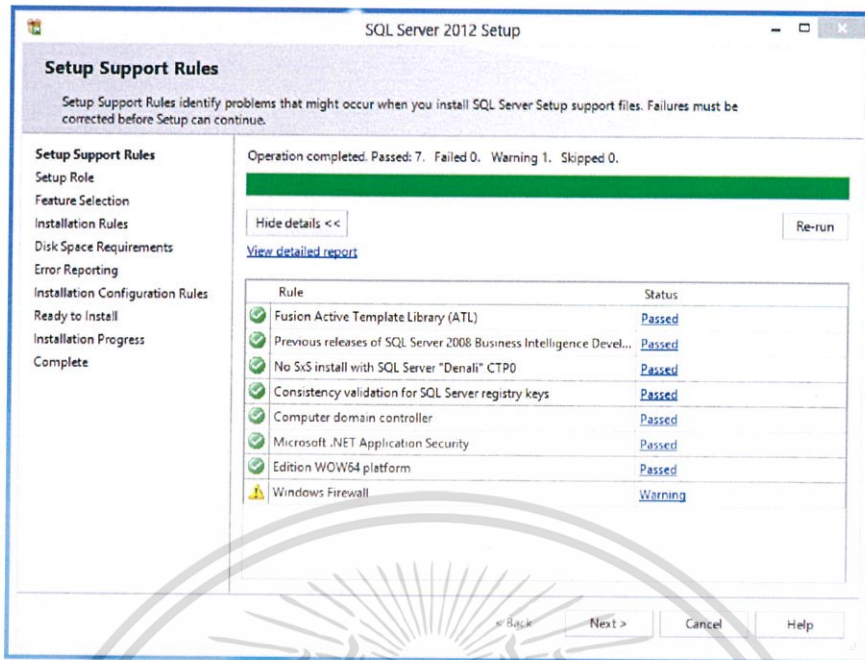 SQL Server 2012 Setup
Setup Support Rules
Setup Support Rules identify problems that might occur when you install SQL Server Setup support files. Failures must be
corrected before Setup can continue.
Setup Support Rules
Setup Role
Feature Selection
Installation Rules
Disk Space Requirements
Error Reporting
Installation Configuration Rules
Ready to Install
Installation Progress
Complete
Operation completed. Passed: 7. Failed 0. Warning 1. Skipped 0.
Hide details <<
Re-run
View detailed report
Rule Status
Fusion Active Template Library (ATL) Passed
Previous releases of SQL Server 2008 Business Intelligence Devel... Passed
No SxS install with SQL Server "Denali" CTP0 Passed
Consistency validation for SQL Server registry keys Passed
Computer domain controller Passed
Microsoft .NET Application Security Passed
Edition WOW64 platform Passed
Windows Firewall Warning
< Back Next > Cancel Help